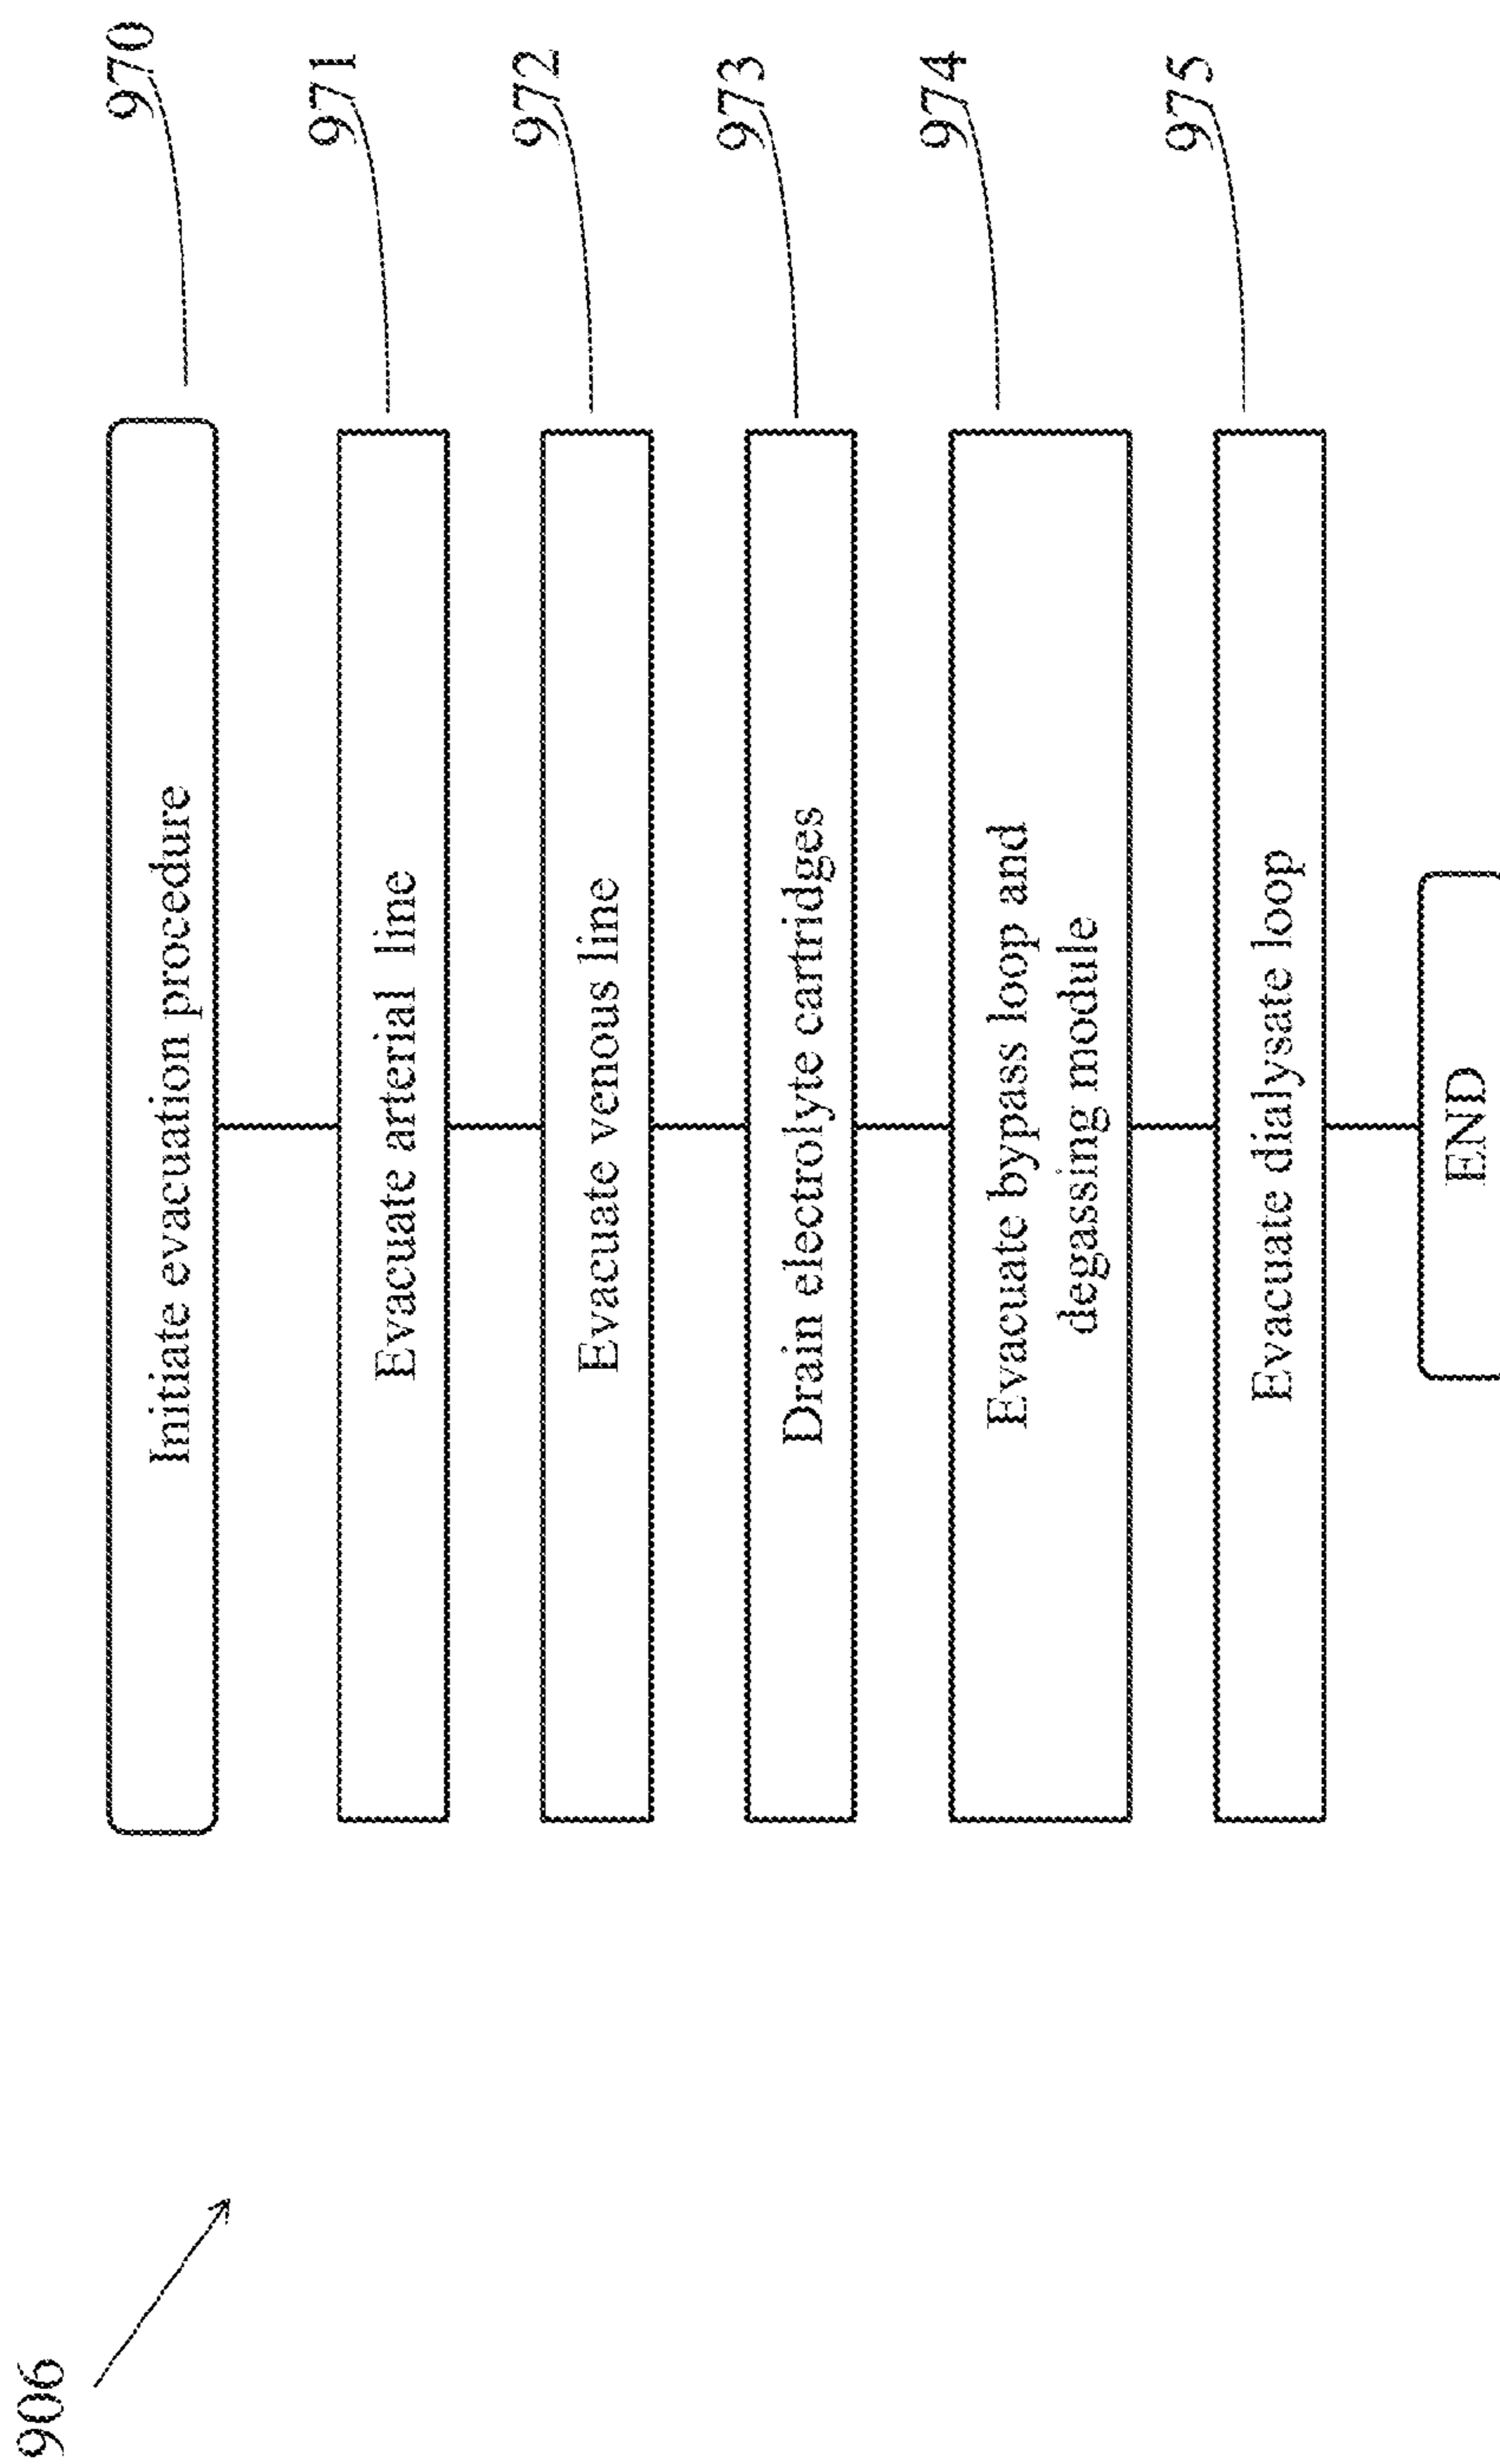 906
Initiate evacuation procedure
970
Evacuate arterial line
971
Evacuate venous line
972
Drain electrolyte cartridges
973
Evacuate bypass loop and
degassing module
974
Evacuate dialysate loop
975
END